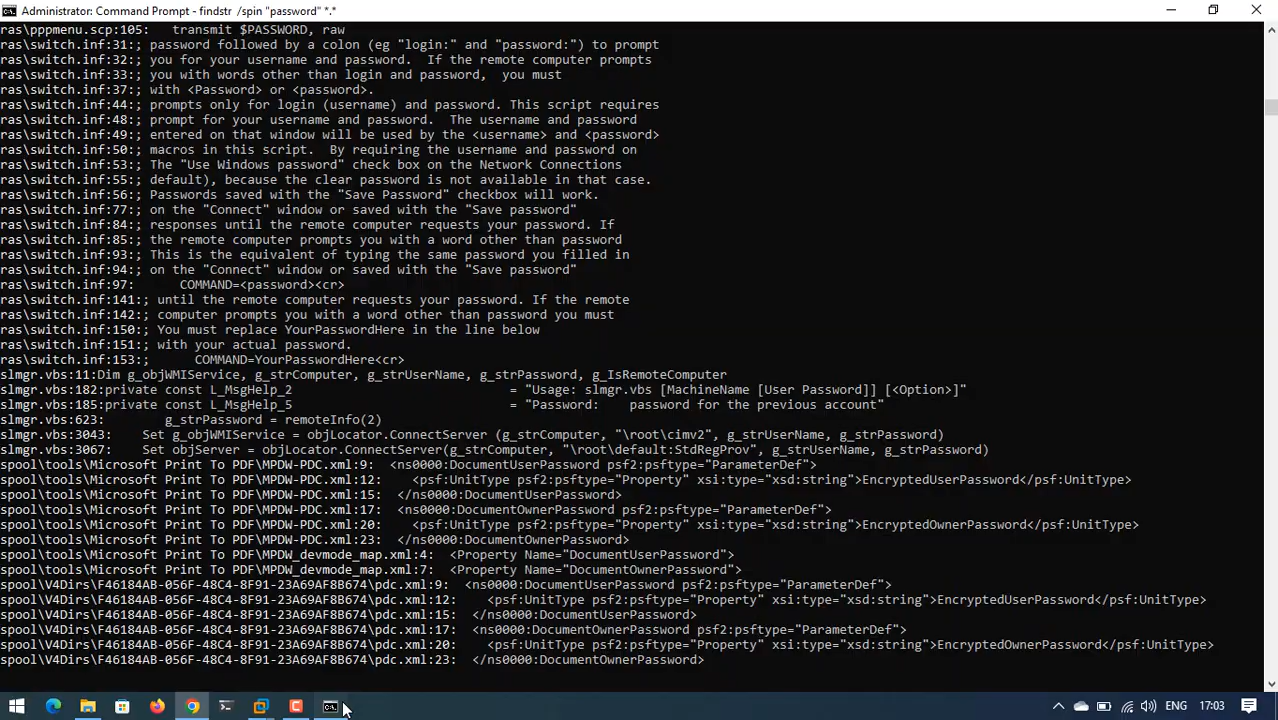 Administrator: Command Prompt - findstr /spin "password" *.*
ras\pppmenu.scp:105:   transmit $PASSWORD, raw
ras\switch.inf:31:; password followed by a colon (eg "login:" and "password:") to prompt
ras\switch.inf:32:; you for your username and password.  If the remote computer prompts
ras\switch.inf:33:; you with words other than login and password,  you must
ras\switch.inf:37:; with <Password> or <password>.
ras\switch.inf:44:; prompts only for login (username) and password. This script requires
ras\switch.inf:48:; prompt for your username and password.  The username and password
ras\switch.inf:49:; entered on that window will be used by the <username> and <password>
ras\switch.inf:50:; macros in this script.  By requiring the username and password on
ras\switch.inf:53:; The "Use Windows password" check box on the Network Connections
ras\switch.inf:55:; default), because the clear password is not available in that case.
ras\switch.inf:56:; Passwords saved with the "Save Password" checkbox will work.
ras\switch.inf:77:; on the "Connect" window or saved with the "Save password"
ras\switch.inf:84:; responses until the remote computer requests your password. If
ras\switch.inf:85:; the remote computer prompts you with a word other than password
ras\switch.inf:93:; This is the equivalent of typing the same password you filled in
ras\switch.inf:94:; on the "Connect" window or saved with the "Save password"
ras\switch.inf:97:      COMMAND=<password><cr>
ras\switch.inf:141:; until the remote computer requests your password. If the remote
ras\switch.inf:142:; computer prompts you with a word other than password you must
ras\switch.inf:150:; You must replace YourPasswordHere in the line below
ras\switch.inf:151:; with your actual password.
ras\switch.inf:153:;      COMMAND=YourPasswordHere<cr>
slmgr.vbs:11:Dim g_objWMIService, g_strComputer, g_strUserName, g_strPassword, g_IsRemoteComputer
slmgr.vbs:182:private const L_MsgHelp_2                             = "Usage: slmgr.vbs [MachineName [User Password]] [<Option>]"
slmgr.vbs:185:private const L_MsgHelp_5                             = "Password:    password for the previous account"
slmgr.vbs:623:        g_strPassword = remoteInfo(2)
slmgr.vbs:3043:    Set g_objWMIService = objLocator.ConnectServer (g_strComputer, "\root\cimv2", g_strUserName, g_strPassword)
slmgr.vbs:3067:    Set objServer = objLocator.ConnectServer(g_strComputer, "\root\default:StdRegProv", g_strUserName, g_strPassword)
spool\tools\Microsoft Print To PDF\MPDW-PDC.xml:9:  <ns0000:DocumentUserPassword psf2:psftype="ParameterDef">
spool\tools\Microsoft Print To PDF\MPDW-PDC.xml:12:    <psf:UnitType psf2:psftype="Property" xsi:type="xsd:string">EncryptedUserPassword</psf:UnitType>
spool\tools\Microsoft Print To PDF\MPDW-PDC.xml:15:  </ns0000:DocumentUserPassword>
spool\tools\Microsoft Print To PDF\MPDW-PDC.xml:17:  <ns0000:DocumentOwnerPassword psf2:psftype="ParameterDef">
spool\tools\Microsoft Print To PDF\MPDW-PDC.xml:20:    <psf:UnitType psf2:psftype="Property" xsi:type="xsd:string">EncryptedOwnerPassword</psf:UnitType>
spool\tools\Microsoft Print To PDF\MPDW-PDC.xml:23:  </ns0000:DocumentOwnerPassword>
spool\tools\Microsoft Print To PDF\MPDW_devmode_map.xml:4:  <Property Name="DocumentUserPassword">
spool\tools\Microsoft Print To PDF\MPDW_devmode_map.xml:7:  <Property Name="DocumentOwnerPassword">
spool\V4Dirs\F46184AB-056F-48C4-8F91-23A69AF8B674\pdc.xml:9:  <ns0000:DocumentUserPassword psf2:psftype="ParameterDef">
spool\V4Dirs\F46184AB-056F-48C4-8F91-23A69AF8B674\pdc.xml:12:    <psf:UnitType psf2:psftype="Property" xsi:type="xsd:string">EncryptedUserPassword</psf:UnitType>
spool\V4Dirs\F46184AB-056F-48C4-8F91-23A69AF8B674\pdc.xml:15:  </ns0000:DocumentUserPassword>
spool\V4Dirs\F46184AB-056F-48C4-8F91-23A69AF8B674\pdc.xml:17:  <ns0000:DocumentOwnerPassword psf2:psftype="ParameterDef">
spool\V4Dirs\F46184AB-056F-48C4-8F91-23A69AF8B674\pdc.xml:20:    <psf:UnitType psf2:psftype="Property" xsi:type="xsd:string">EncryptedOwnerPassword</psf:UnitType>
spool\V4Dirs\F46184AB-056F-48C4-8F91-23A69AF8B674\pdc.xml:23:  </ns0000:DocumentOwnerPassword>
ENG 17:03